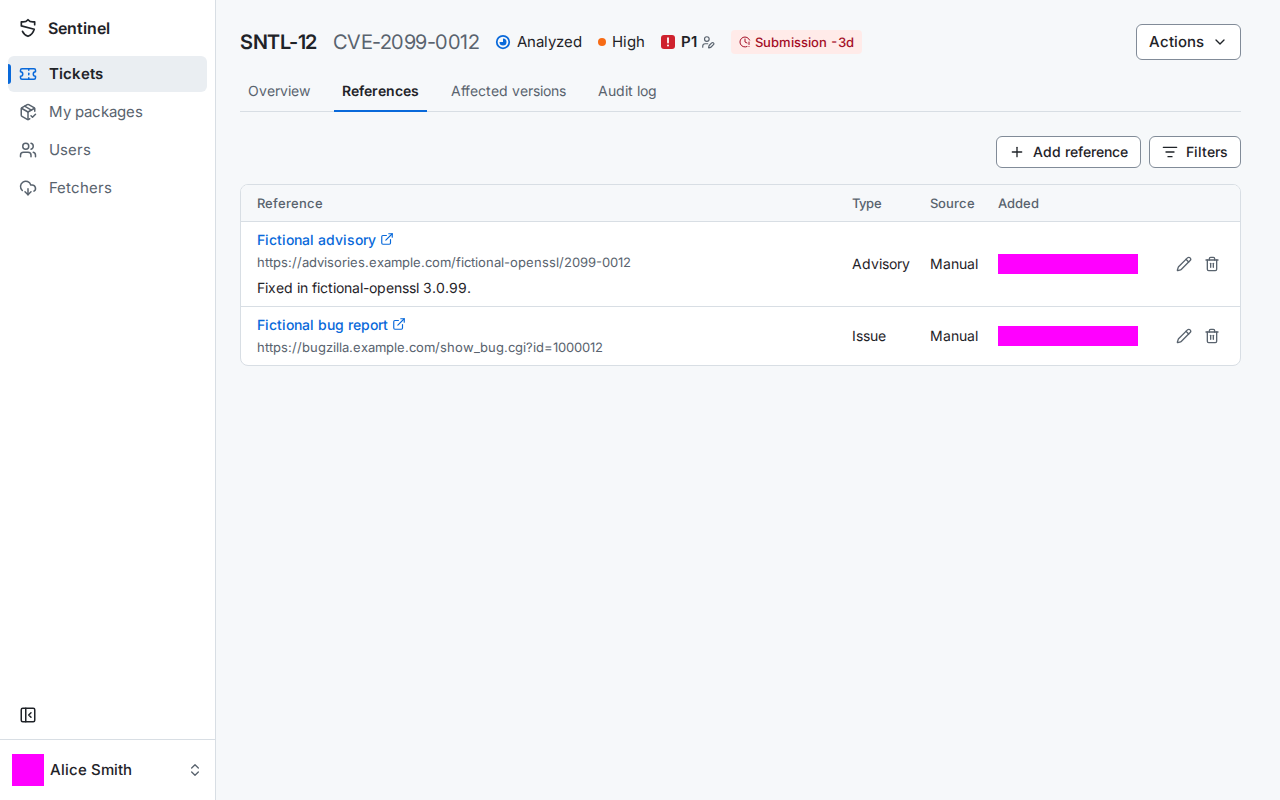 Sentinel
Tickets
My packages
Users
Fetchers
Alice Smith
SNTL-12 CVE-2099-0012 Analyzed High P1 Submission -3d Actions
Overview References Affected versions Audit log
Add reference Filters
Reference Type Source Added
Fictional advisory
https://advisories.example.com/fictional-openssl/2099-0012
Fixed in fictional-openssl 3.0.99.
Advisory Manual
Fictional bug report
https://bugzilla.example.com/show_bug.cgi?id=1000012
Issue Manual